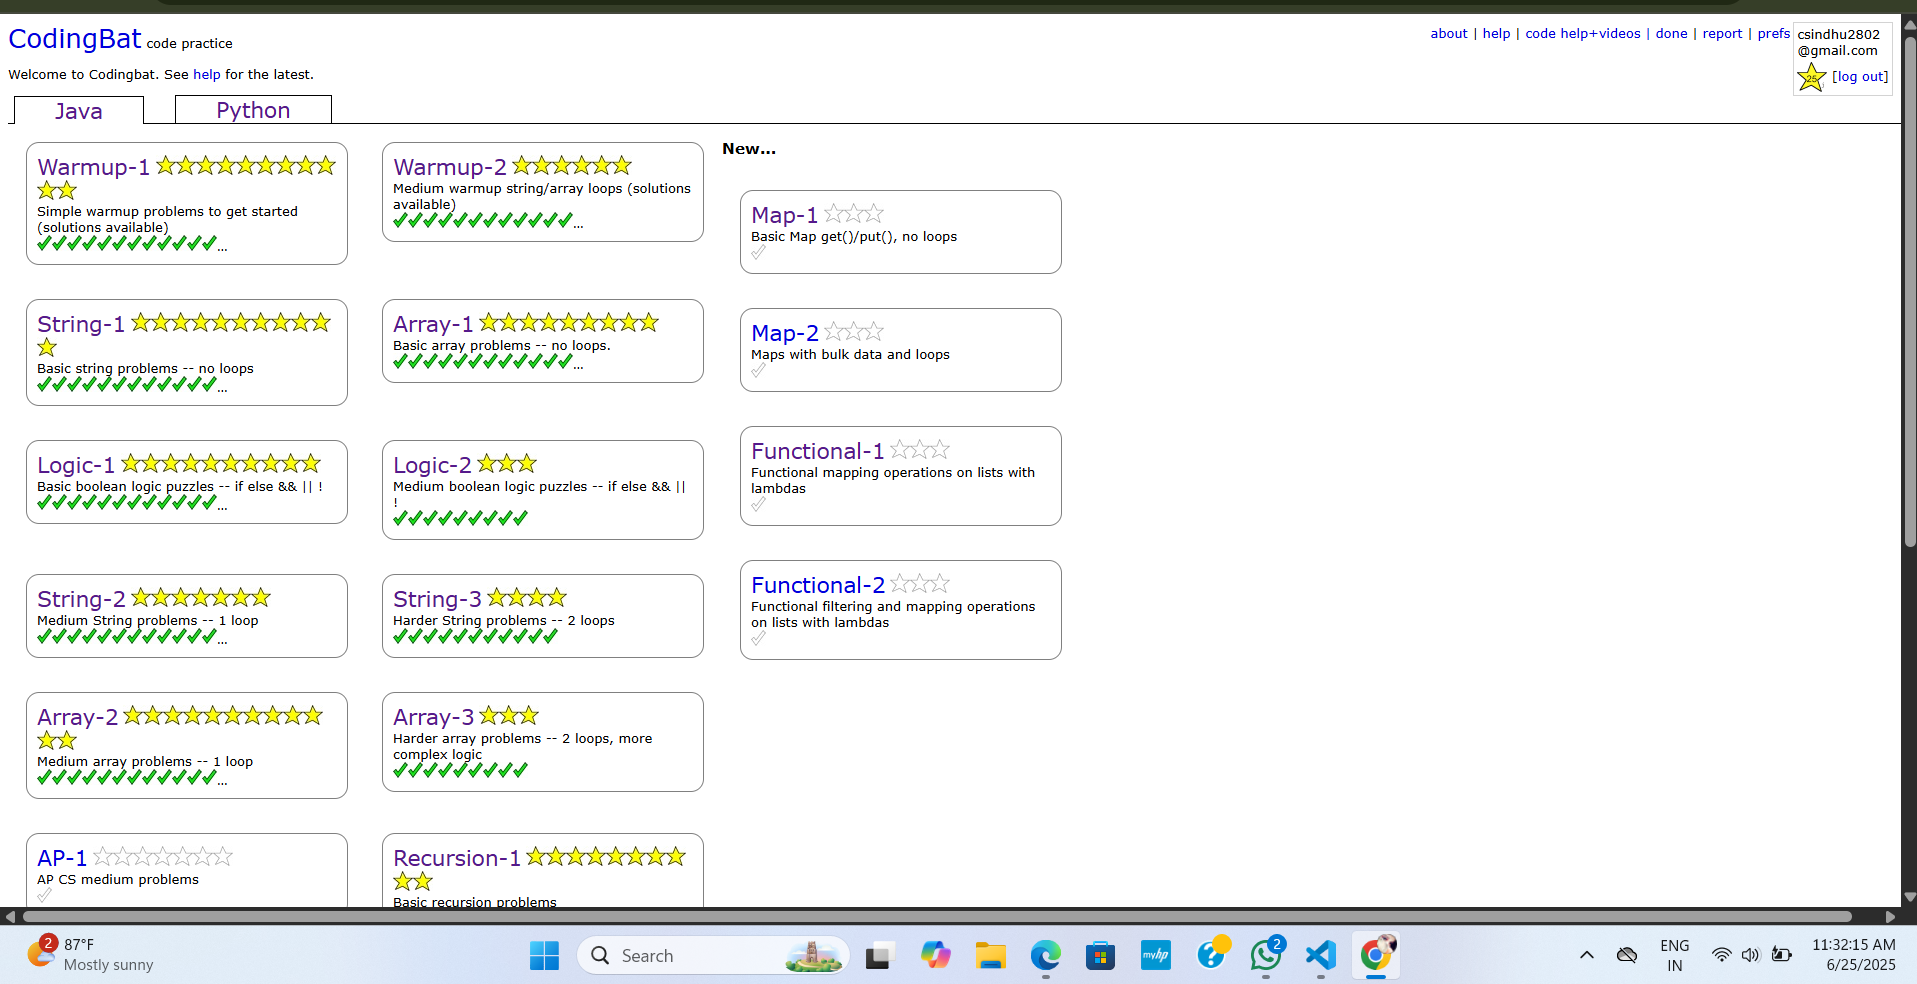 CodingBat code practice
about | help | code help+videos | done | report | prefs
csindhu2802
@gmail.com
25
[log out]
Welcome to Codingbat. See help for the latest.
Java
Python
Warmup-1
Simple warmup problems to get started
(solutions available)
...
Warmup-2
Medium warmup string/array loops (solutions
available)
...
New...
Map-1
Basic Map get()/put(), no loops
String-1
Basic string problems -- no loops
...
Array-1
Basic array problems -- no loops.
...
Map-2
Maps with bulk data and loops
Logic-1
Basic boolean logic puzzles -- if else && || !
...
Logic-2
Medium boolean logic puzzles -- if else && ||
!
Functional-1
Functional mapping operations on lists with
lambdas
String-2
Medium String problems -- 1 loop
...
String-3
Harder String problems -- 2 loops
Functional-2
Functional filtering and mapping operations
on lists with lambdas
Array-2
Medium array problems -- 1 loop
...
Array-3
Harder array problems -- 2 loops, more
complex logic
AP-1
AP CS medium problems
Recursion-1
Basic recursion problems
2
87°F
Mostly sunny
Search
myhp
2
ENG
IN
11:32:15 AM
6/25/2025